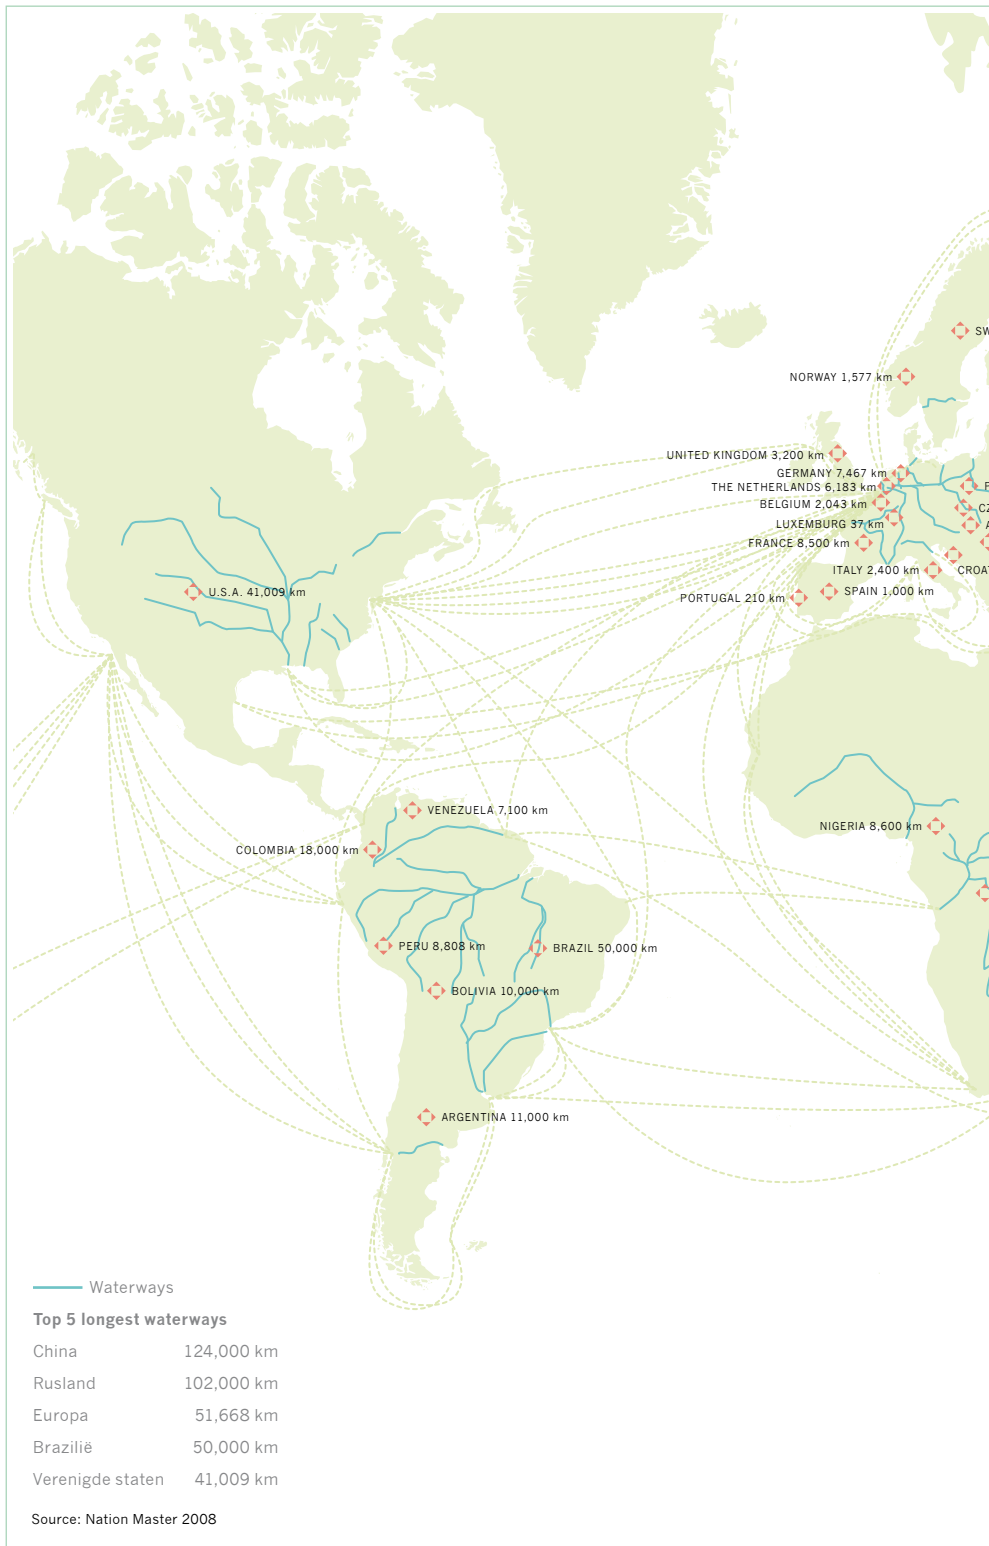 SW
NORWAY 1,577 km
UNITED KINGDOM 3,200 km
GERMANY 7,467 km
THE NETHERLANDS 6,183 km
BELGIUM 2,043 km
CZ
LUXEMBURG 37 km
A
FRANCE 8,500 km
ITALY 2,400 km
CROAT
U.S.A. 41,009 km
SPAIN 1,000 km
PORTUGAL 210 km
VENEZUELA 7,100 km
NIGERIA 8,600 km
COLOMBIA 18,000 km
PERU 8,808 km
BRAZIL 50,000 km
BOLIVIA 10,000 km
ARGENTINA 11,000 km
Waterways
Top 5 longest waterways
China 124,000 km
Rusland 102,000 km
Europa 51,668 km
Brazilië 50,000 km
Verenigde staten 41,009 km
Source: Nation Master 2008